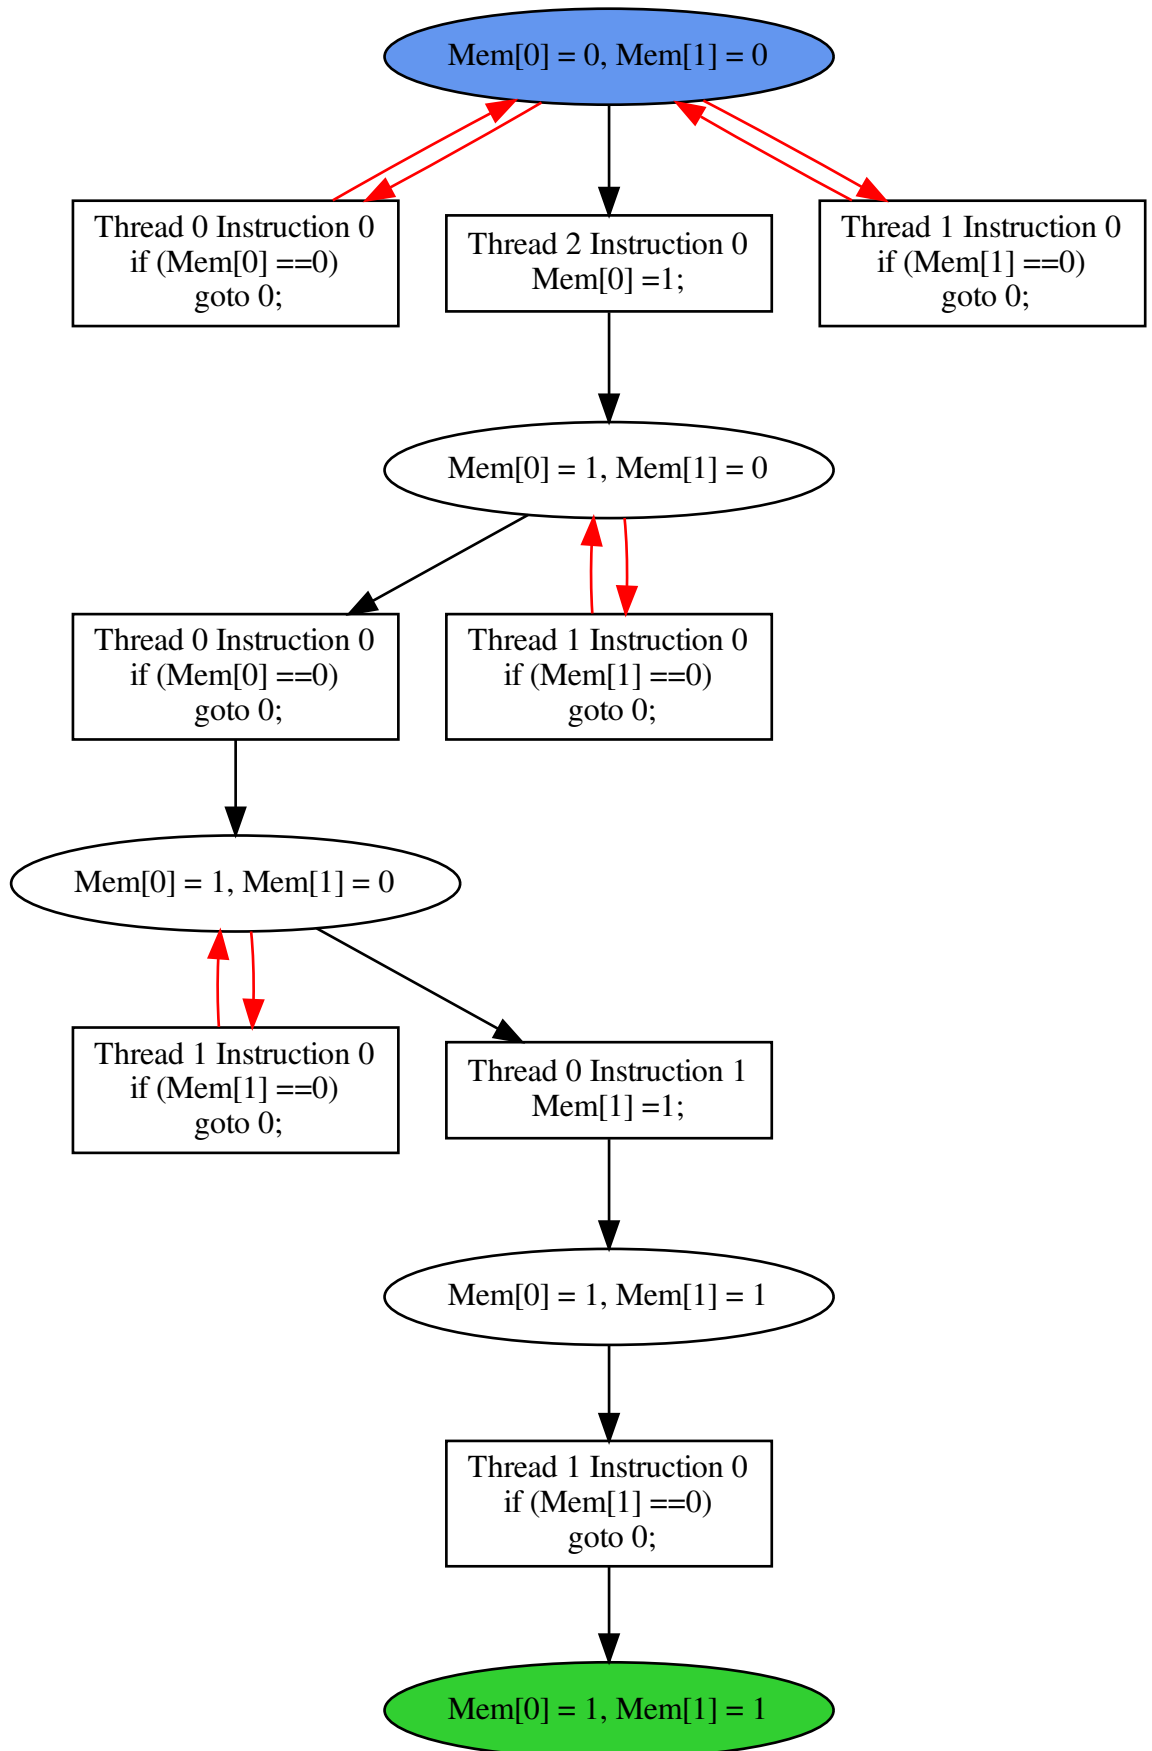 Mem[0] = 0, Mem[1] = 0
Thread 0 Instruction 0
if (Mem[0] ==0)
goto 0;
Thread 2 Instruction 0
Mem[0] =1;
Thread 1 Instruction 0
if (Mem[1] ==0)
goto 0;
Mem[0] = 1, Mem[1] = 0
Thread 0 Instruction 0
if (Mem[0] ==0)
goto 0;
Thread 1 Instruction 0
if (Mem[1] ==0)
goto 0;
Mem[0] = 1, Mem[1] = 0
Thread 1 Instruction 0
if (Mem[1] ==0)
goto 0;
Thread 0 Instruction 1
Mem[1] =1;
Mem[0] = 1, Mem[1] = 1
Thread 1 Instruction 0
if (Mem[1] ==0)
goto 0;
Mem[0] = 1, Mem[1] = 1